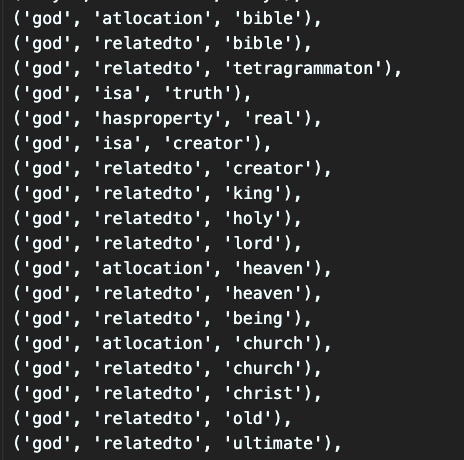 ('god', 'atlocation', 'bible'),
('god', 'relatedto', 'bible'),
('god', 'relatedto', 'tetragrammaton'),
('god', 'isa', 'truth'),
('god', 'hasproperty', 'real'),
('god', 'isa', 'creator'),
('god', 'relatedto', 'creator'),
('god', 'relatedto', 'king'),
('god', 'relatedto', 'holy'),
('god', 'relatedto', 'lord'),
('god', 'atlocation', 'heaven'),
('god', 'relatedto', 'heaven'),
('god', 'relatedto', 'being'),
('god', 'atlocation', 'church'),
('god', 'relatedto', 'church'),
('god', 'relatedto', 'christ'),
('god', 'relatedto', 'old'),
('god', 'relatedto', 'ultimate'),